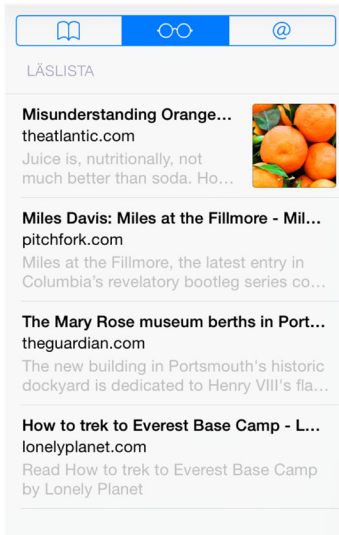 @
LÄSLISTA
Misunderstanding Orange...
theatlantic.com
Juice is, nutritionally, not
much better than soda. Ho...
Miles Davis: Miles at the Fillmore - Mil...
pitchfork.com
Miles at the Fillmore, the latest entry in
Columbia's revelatory bootleg series co...
The Mary Rose museum berths in Port...
theguardian.com
The new building in Portsmouth's historic
dockyard is dedicated to Henry VIII's fla...
How to trek to Everest Base Camp - L...
lonelyplanet.com
Read How to trek to Everest Base Camp
by Lonely Planet